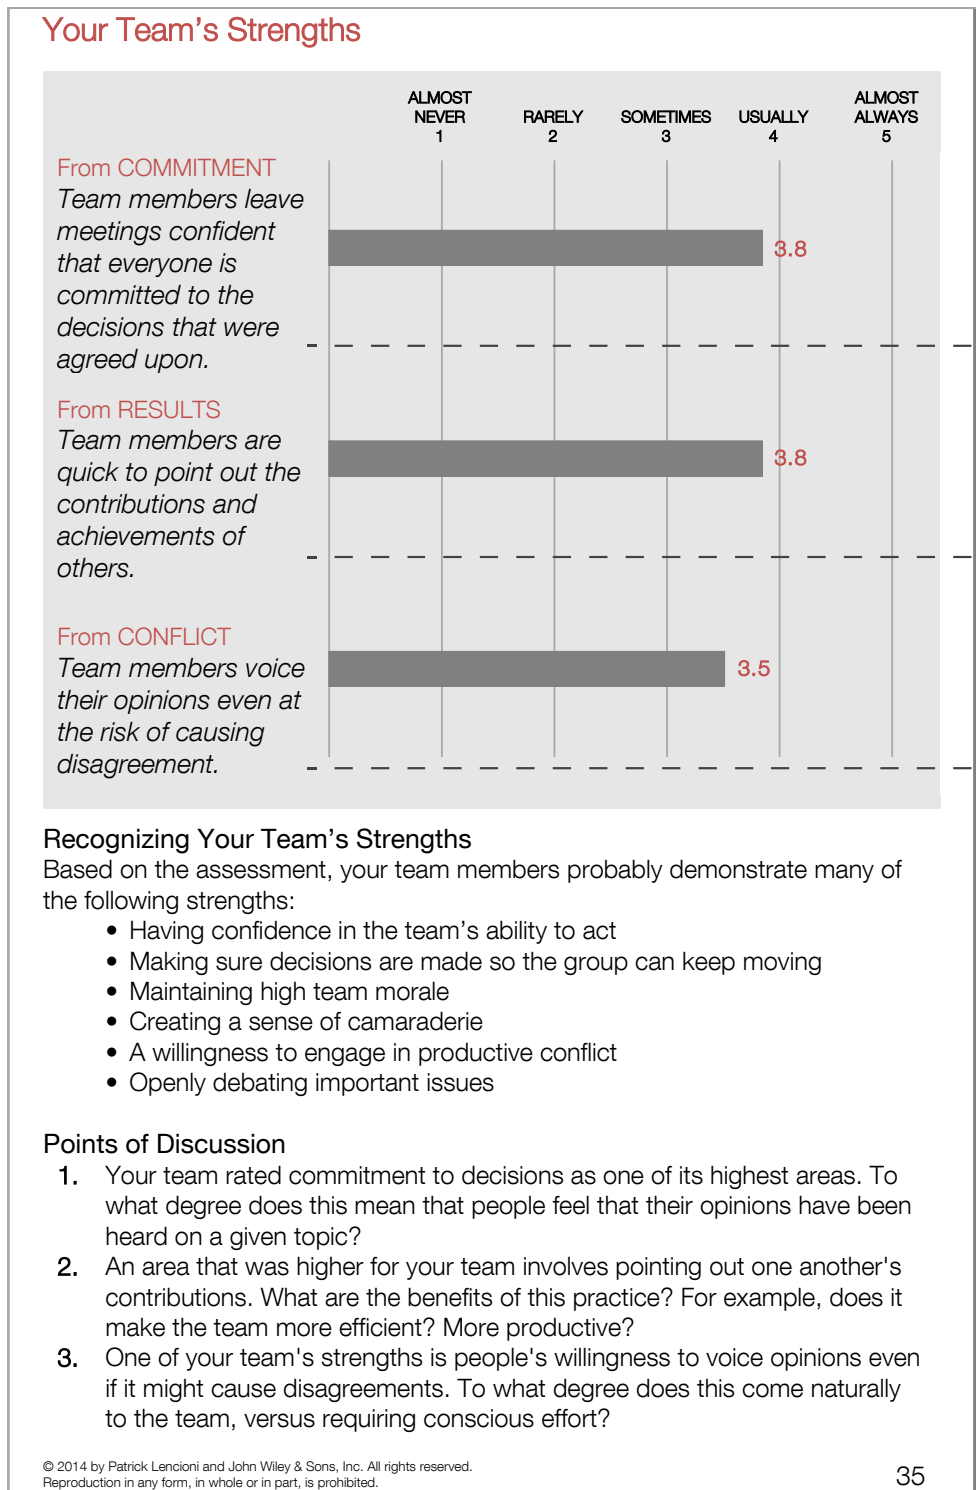 Your Team’s Strengths
ALMOST NEVER 1
RARELY 2
SOMETIMES 3
USUALLY 4
ALMOST ALWAYS 5
From COMMITMENT
Team members leave
meetings confident
that everyone is
committed to the
decisions that were
agreed upon.
3.8
From RESULTS
Team members are
quick to point out the
contributions and
achievements of
others.
3.8
From CONFLICT
Team members voice
their opinions even at
the risk of causing
disagreement.
3.5
Recognizing Your Team’s Strengths
Based on the assessment, your team members probably demonstrate many of
the following strengths:
• Having confidence in the team’s ability to act
• Making sure decisions are made so the group can keep moving
• Maintaining high team morale
• Creating a sense of camaraderie
• A willingness to engage in productive conflict
• Openly debating important issues
Points of Discussion
1. Your team rated commitment to decisions as one of its highest areas. To
what degree does this mean that people feel that their opinions have been
heard on a given topic?
2. An area that was higher for your team involves pointing out one another's
contributions. What are the benefits of this practice? For example, does it
make the team more efficient? More productive?
3. One of your team's strengths is people's willingness to voice opinions even
if it might cause disagreements. To what degree does this come naturally
to the team, versus requiring conscious effort?
© 2014 by Patrick Lencioni and John Wiley & Sons, Inc. All rights reserved.
Reproduction in any form, in whole or in part, is prohibited.
35